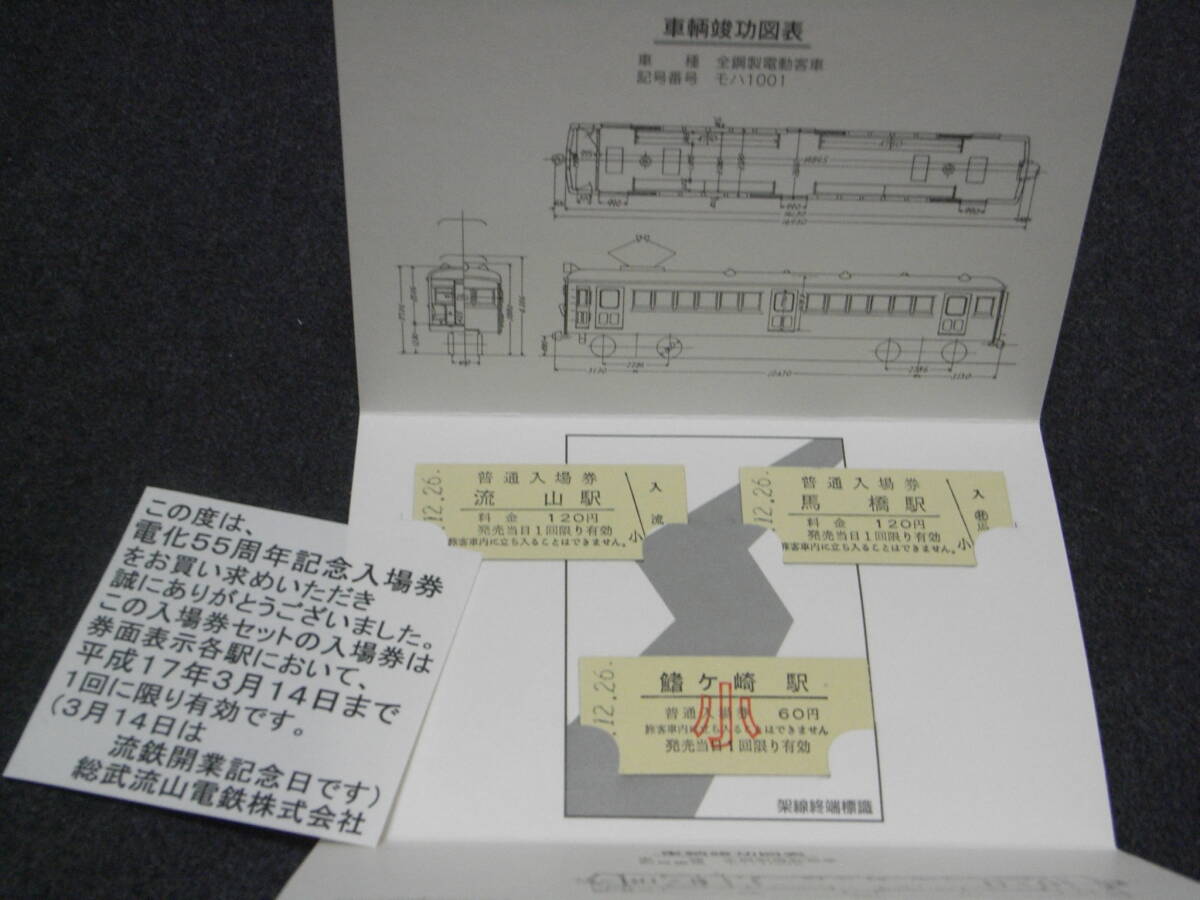 車輌竣功図表
車種 全鋼製電動客車
記号番号 モハ1001
普通入場券
流山駅
料金 120円
発売当日1回限り有効
旅客車内に立ち入ることはできません。
小
入
流
12.26.
普通入場券
馬橋駅
料金 120円
発売当日1回限り有効
旅客車内に立ち入ることはできません。
小
入
12.26.
この度は、
電化55周年記念入場券
をお買い求めいただき
誠にありがとうございました。
この入場券セットの入場券は
券面表示各駅において、
平成17年3月14日まで
1回に限り有効です。
(3月14日は
流鉄開業記念日です)
総武流山電鉄株式会社
鰭ヶ崎駅
普通入場券 60円
旅客車内に立ち入ることはできません
発売当日1回限り有効
小
.12.26.
架線終端標識